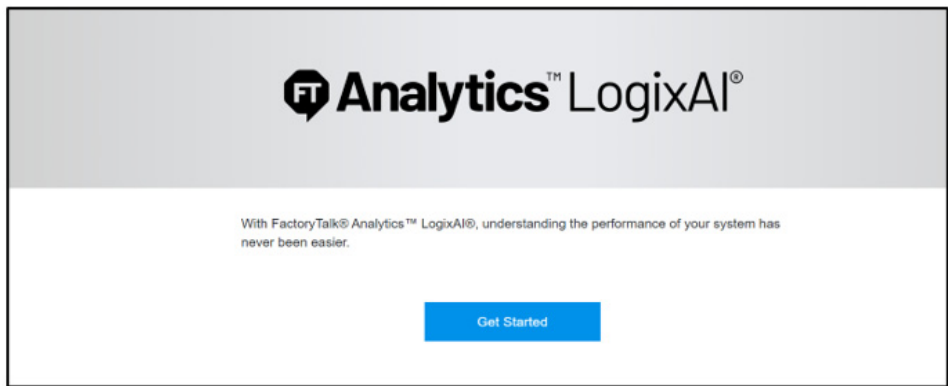 FT Analytics™ LogixAI®
With FactoryTalk® Analytics™ LogixAI®, understanding the performance of your system has
never been easier.
Get Started